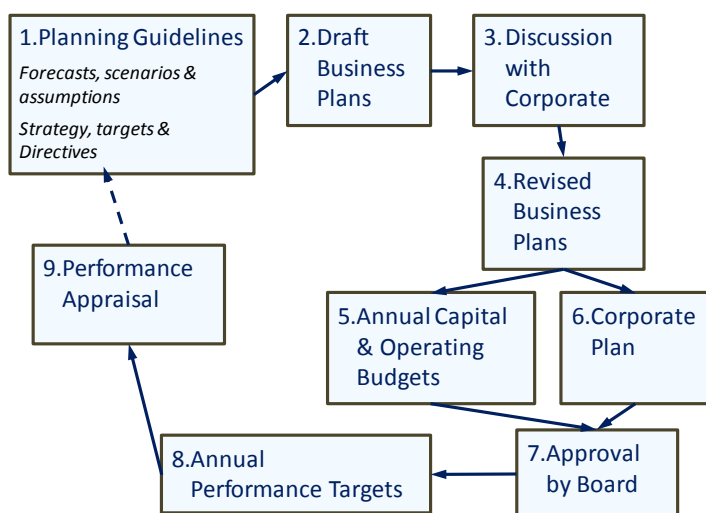 1.Planning Guidelines
Forecasts, scenarios &
assumptions
Strategy, targets &
Directives
2.Draft
Business
Plans
3. Discussion
with
Corporate
4.Revised
Business
Plans
5.Annual Capital
& Operating
Budgets
6.Corporate
Plan
7.Approval
by Board
8.Annual
Performance Targets
9.Performance
Appraisal